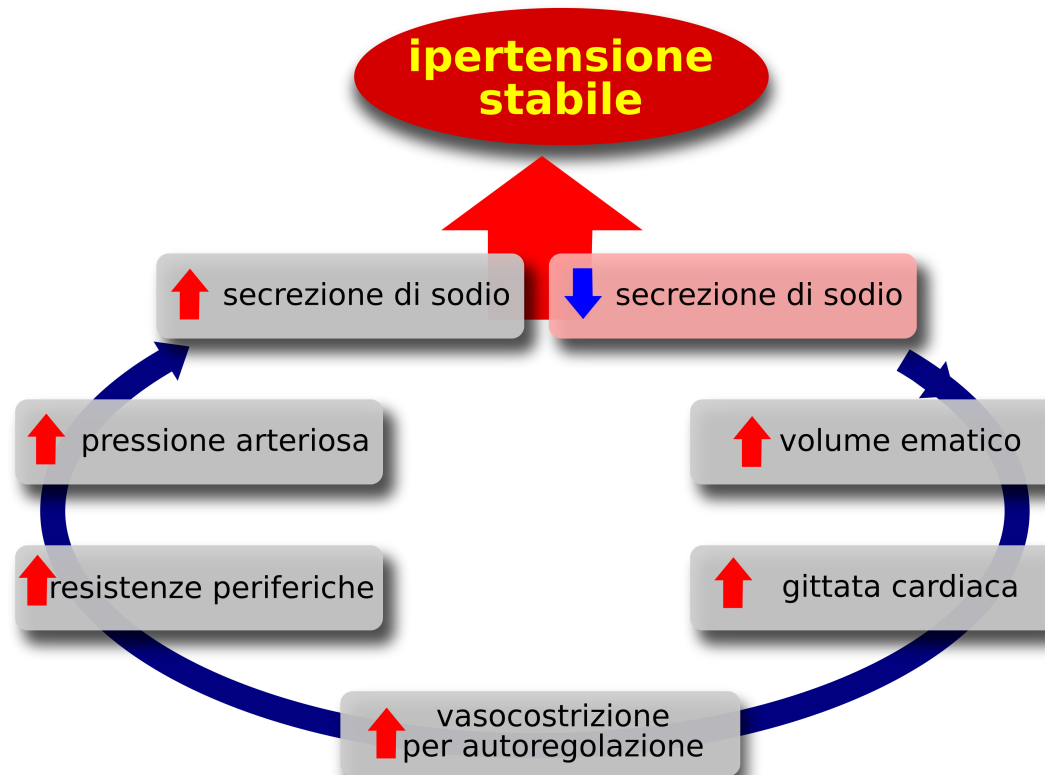 ipertensione
stabile
secrezione di sodio
secrezione di sodio
pressione arteriosa
volume ematico
resistenze periferiche
gittata cardiaca
vasocostrizione
per autoregolazione